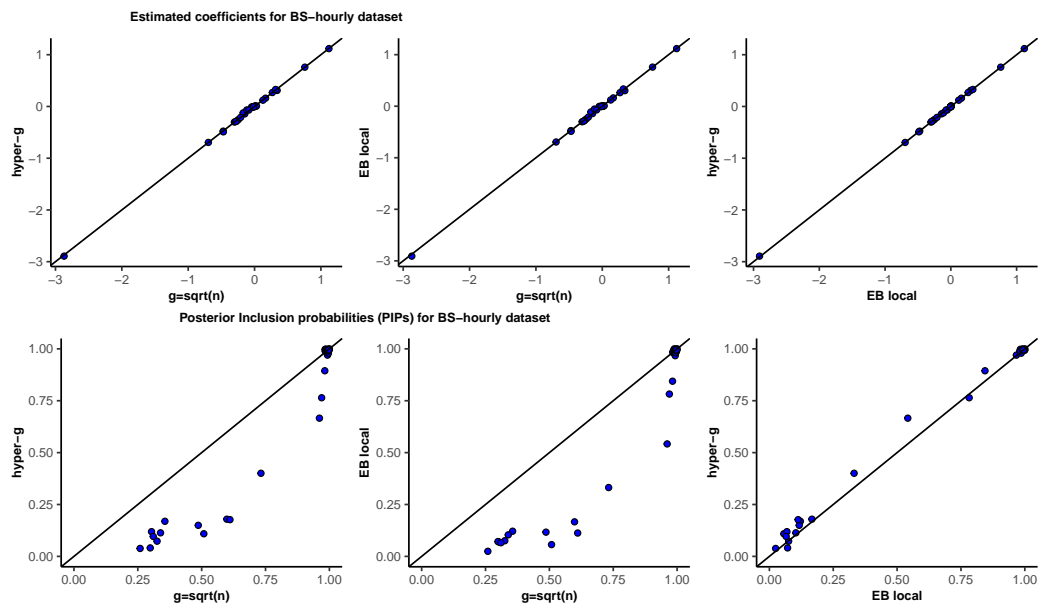 Estimated coefficients for BS−hourly dataset
hyper−g
1
0
−1
−2
−3
−3 −2 −1 0 1
g=sqrt(n)
EB local
1
0
−1
−2
−3
−3 −2 −1 0 1
g=sqrt(n)
hyper−g
1
0
−1
−2
−3
−3 −2 −1 0 1
EB local
Posterior Inclusion probabilities (PIPs) for BS−hourly dataset
hyper−g
1.00
0.75
0.50
0.25
0.00
0.00 0.25 0.50 0.75 1.00
g=sqrt(n)
EB local
1.00
0.75
0.50
0.25
0.00
0.00 0.25 0.50 0.75 1.00
g=sqrt(n)
hyper−g
1.00
0.75
0.50
0.25
0.00
0.00 0.25 0.50 0.75 1.00
EB local